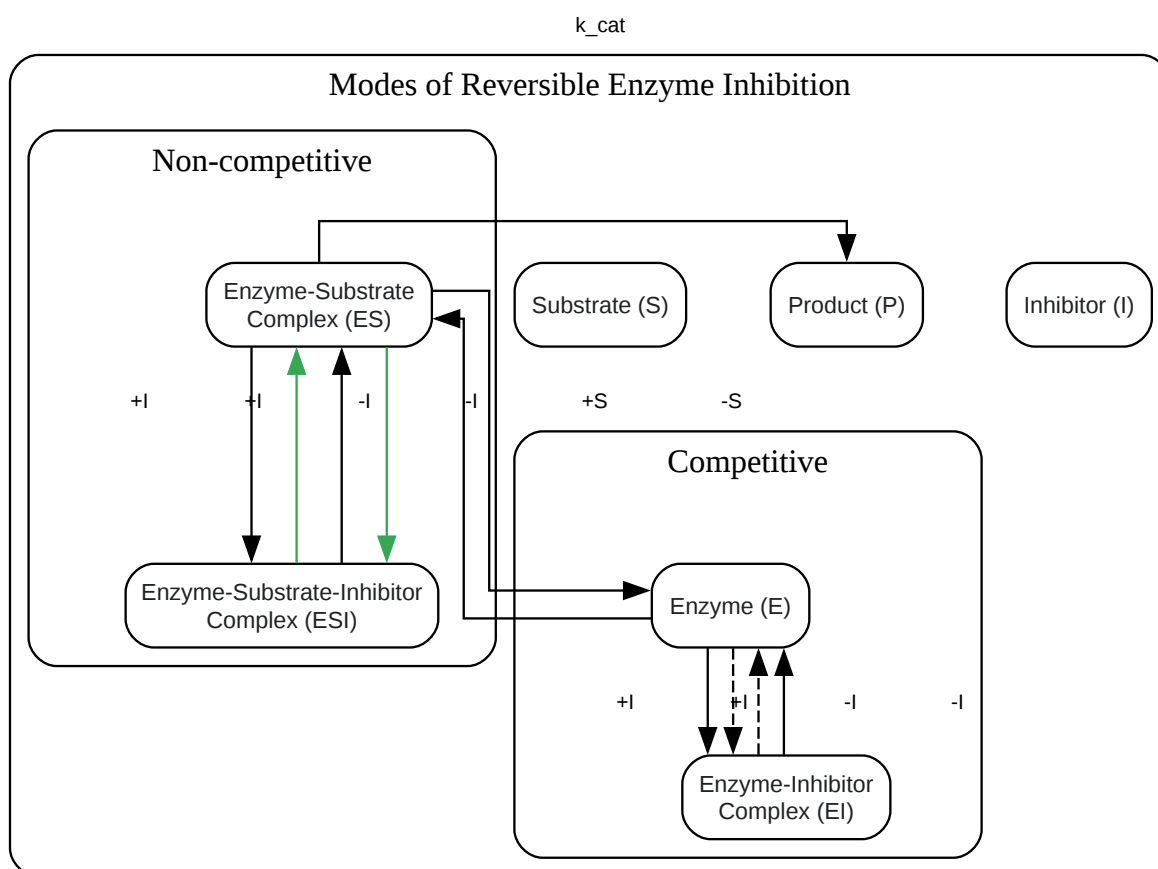 k_cat
Modes of Reversible Enzyme Inhibition
Non-competitive
Enzyme-Substrate
Complex (ES)
Substrate (S)
Product (P)
Inhibitor (I)
+I
+I
-I
-I
+S
-S
Competitive
Enzyme-Substrate-Inhibitor
Complex (ESI)
Enzyme (E)
+I
+I
-I
-I
Enzyme-Inhibitor
Complex (EI)